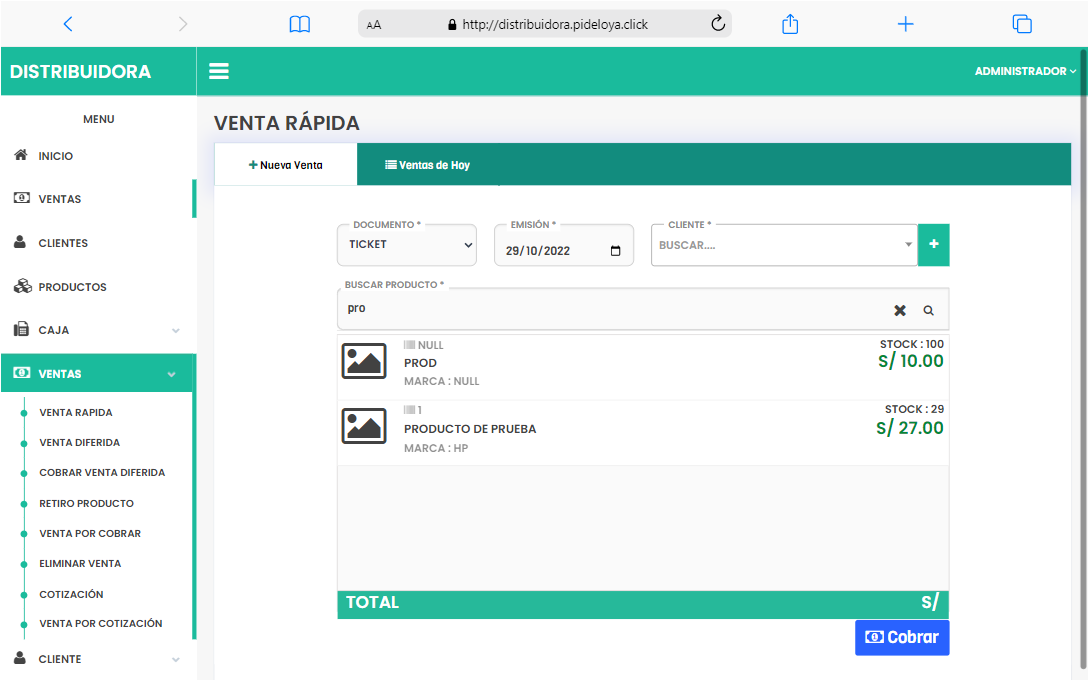 AA http://distribuidora.pideloya.click
DISTRIBUIDORA
ADMINISTRADOR
MENU
INICIO
VENTAS
CLIENTES
PRODUCTOS
CAJA
VENTAS
VENTA RAPIDA
VENTA DIFERIDA
COBRAR VENTA DIFERIDA
RETIRO PRODUCTO
VENTA POR COBRAR
ELIMINAR VENTA
COTIZACIÓN
VENTA POR COTIZACIÓN
CLIENTE
VENTA RÁPIDA
+ Nueva Venta
Ventas de Hoy
DOCUMENTO *
TICKET
EMISIÓN *
29/10/2022
CLIENTE *
BUSCAR....
+
BUSCAR PRODUCTO *
pro
NULL
STOCK : 100
PROD
S/ 10.00
MARCA : NULL
1
STOCK : 29
PRODUCTO DE PRUEBA
S/ 27.00
MARCA : HP
TOTAL S/
Cobrar